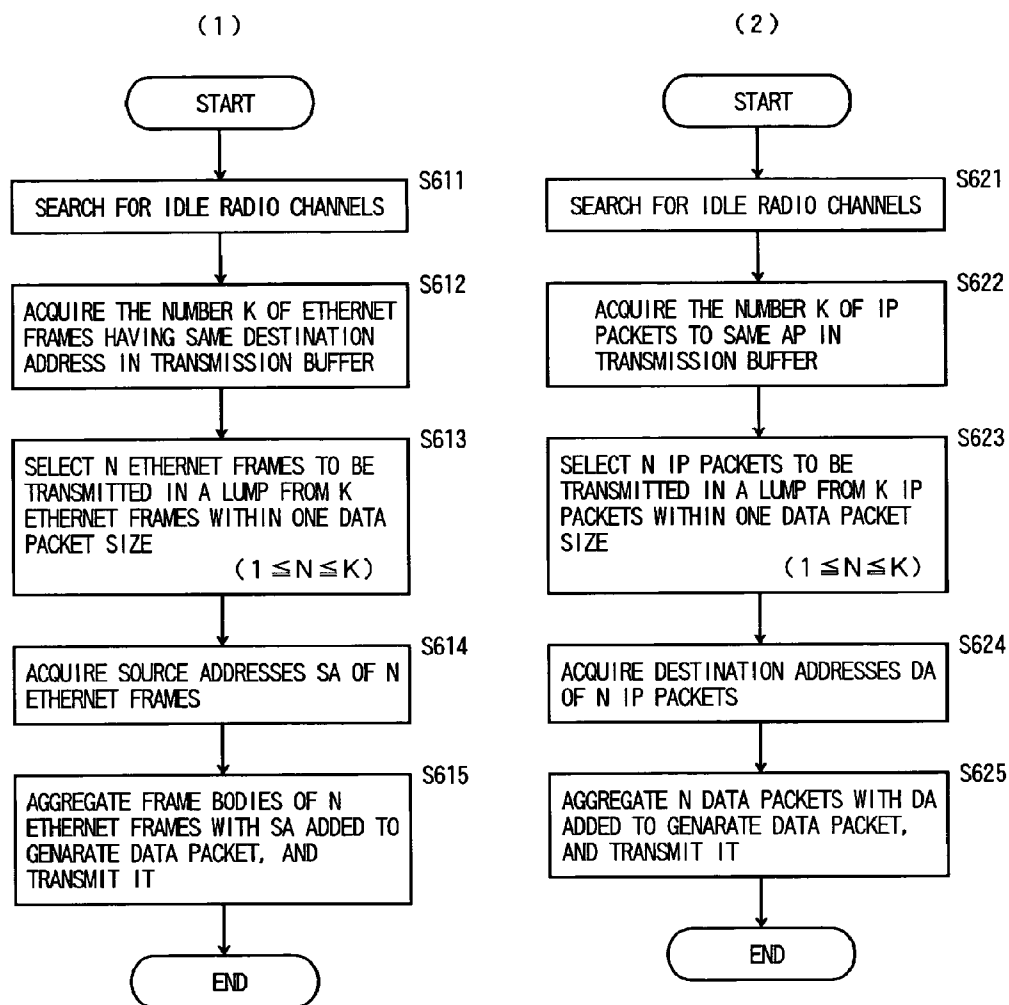 (1)
START
S611
SEARCH FOR IDLE RADIO CHANNELS
S612
ACQUIRE THE NUMBER K OF ETHERNET
FRAMES HAVING SAME DESTINATION
ADDRESS IN TRANSMISSION BUFFER
S613
SELECT N ETHERNET FRAMES TO BE
TRANSMITTED IN A LUMP FROM K
ETHERNET FRAMES WITHIN ONE DATA
PACKET SIZE
(1≦N≦K)
S614
ACQUIRE SOURCE ADDRESSES SA OF N
ETHERNET FRAMES
S615
AGGREGATE FRAME BODIES OF N
ETHERNET FRAMES WITH SA ADDED TO
GENARATE DATA PACKET, AND
TRANSMIT IT
END
(2)
START
S621
SEARCH FOR IDLE RADIO CHANNELS
S622
ACQUIRE THE NUMBER K OF IP
PACKETS TO SAME AP IN
TRANSMISSION BUFFER
S623
SELECT N IP PACKETS TO BE
TRANSMITTED IN A LUMP FROM K IP
PACKETS WITHIN ONE DATA PACKET
SIZE
(1≦N≦K)
S624
ACQUIRE DESTINATION ADDRESSES DA
OF N IP PACKETS
S625
AGGREGATE N DATA PACKETS WITH DA
ADDED TO GENARATE DATA PACKET,
AND TRANSMIT IT
END